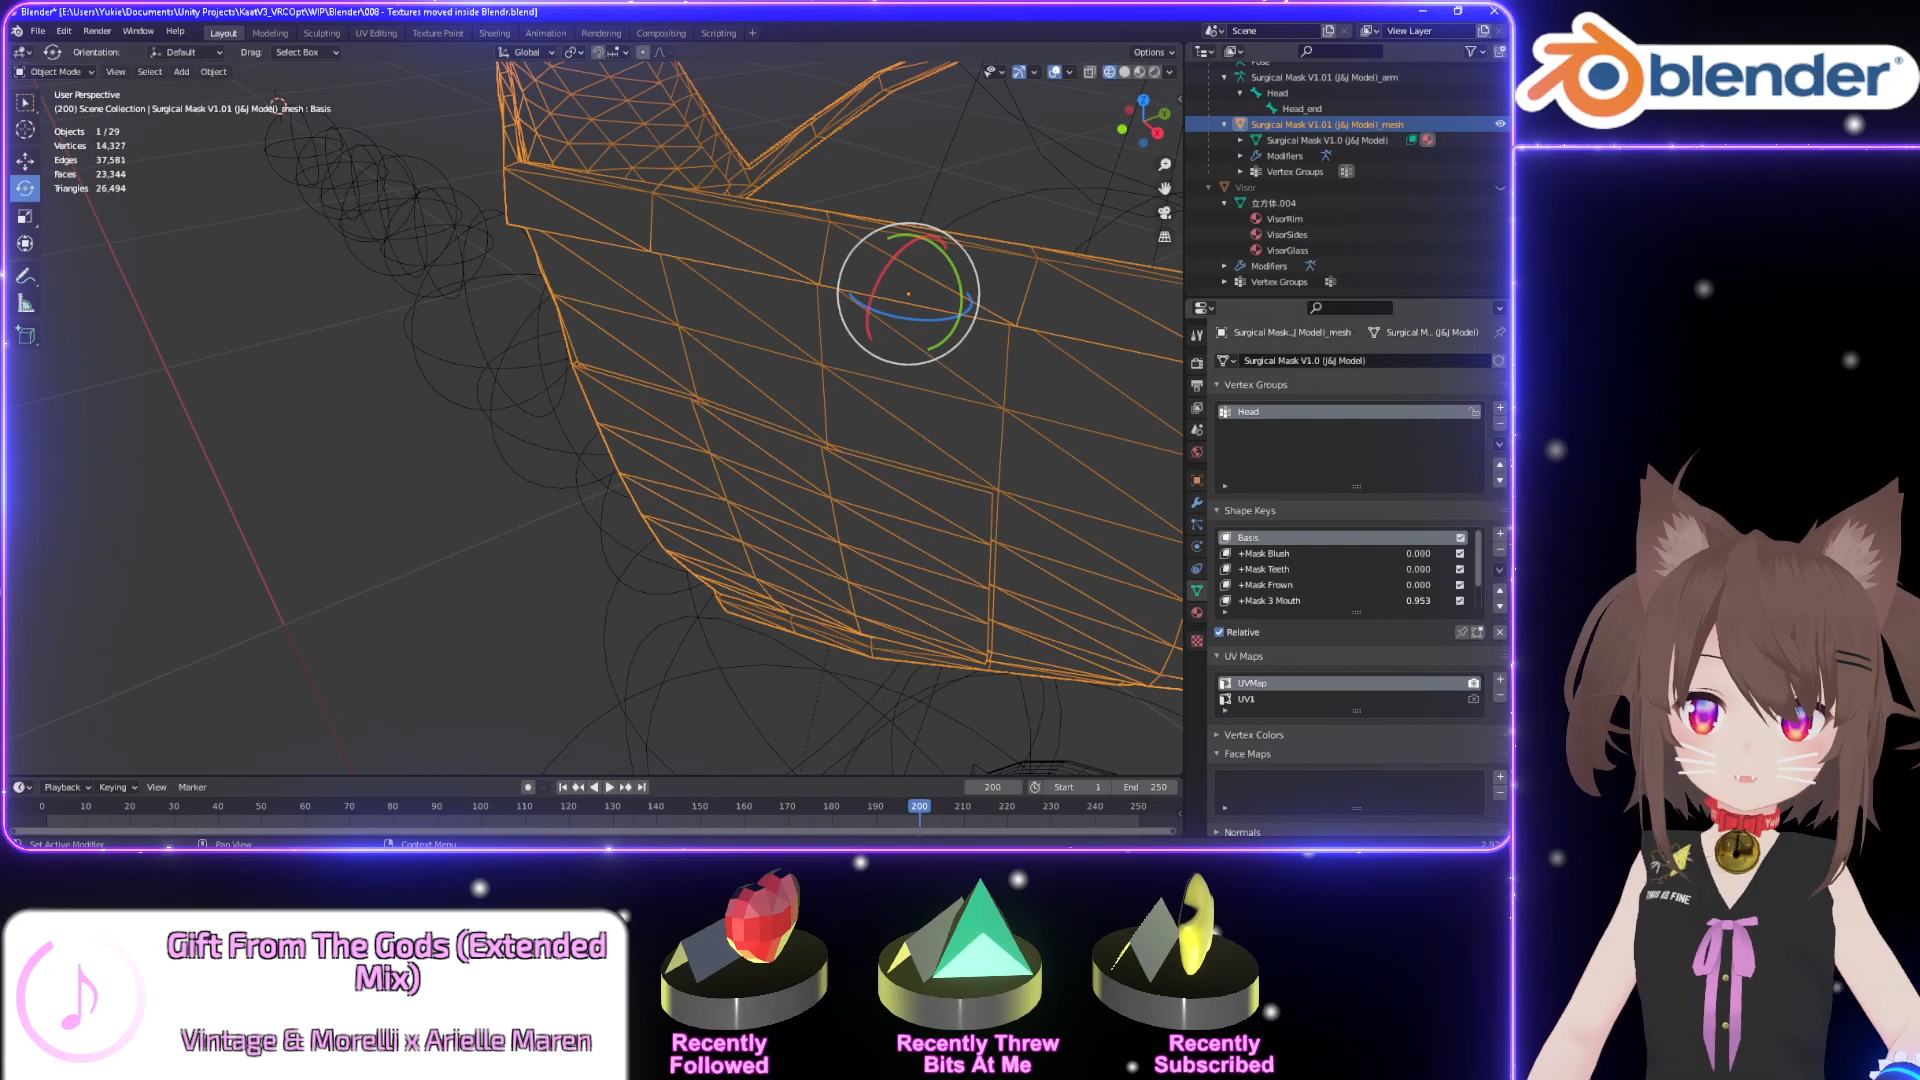 Blender* [E:\Users\Yukie\Documents\Unity Projects\KaatV3_VRCOpt\WIP\Blender\008 - Textures moved inside Blendr.blend]
File Edit Render Window Help Layout Modeling Sculpting UV Editing Texture Paint Shading Animation Rendering Compositing Scripting +
Scene View Layer
Orientation: Default Drag: Select Box Global Options
Object Mode View Select Add Object
User Perspective
(200) Scene Collection | Surgical Mask V1.01 (J&J Model)_mesh : Basis
Objects 1 / 29
Vertices 14,327
Edges 37,581
Faces 23,344
Triangles 26,494
X
Y
Z
Surgical Mask V1.01 (J&J Model)_arm
Head
Head_end
Surgical Mask V1.01 (J&J Model)_mesh
Surgical Mask V1.0 (J&J Model)
Modifiers
Vertex Groups
Visor
立方体.004
VisorRim
VisorSides
VisorGlass
Modifiers
Vertex Groups
Surgical Mask...J Model)_mesh Surgical M... (J&J Model)
Surgical Mask V1.0 (J&J Model)
Vertex Groups
Head
Shape Keys
Basis
+Mask Blush 0.000
+Mask Teeth 0.000
+Mask Frown 0.000
+Mask 3 Mouth 0.953
Relative
UV Maps
UVMap
UV1
Vertex Colors
Face Maps
Normals
Playback Keying View Marker 200 Start 1 End 250
0 10 20 30 40 50 60 70 80 90 100 110 120 130 140 150 160 170 180 190 200 210 220 230 240 250
Set Active Modifier Pan View Context Menu
blender®
THIS IS FINE
Gift From The Gods (Extended
Mix)
Vintage & Morelli x Arielle Maren
Recently
Followed
Recently Threw
Bits At Me
Recently
Subscribed